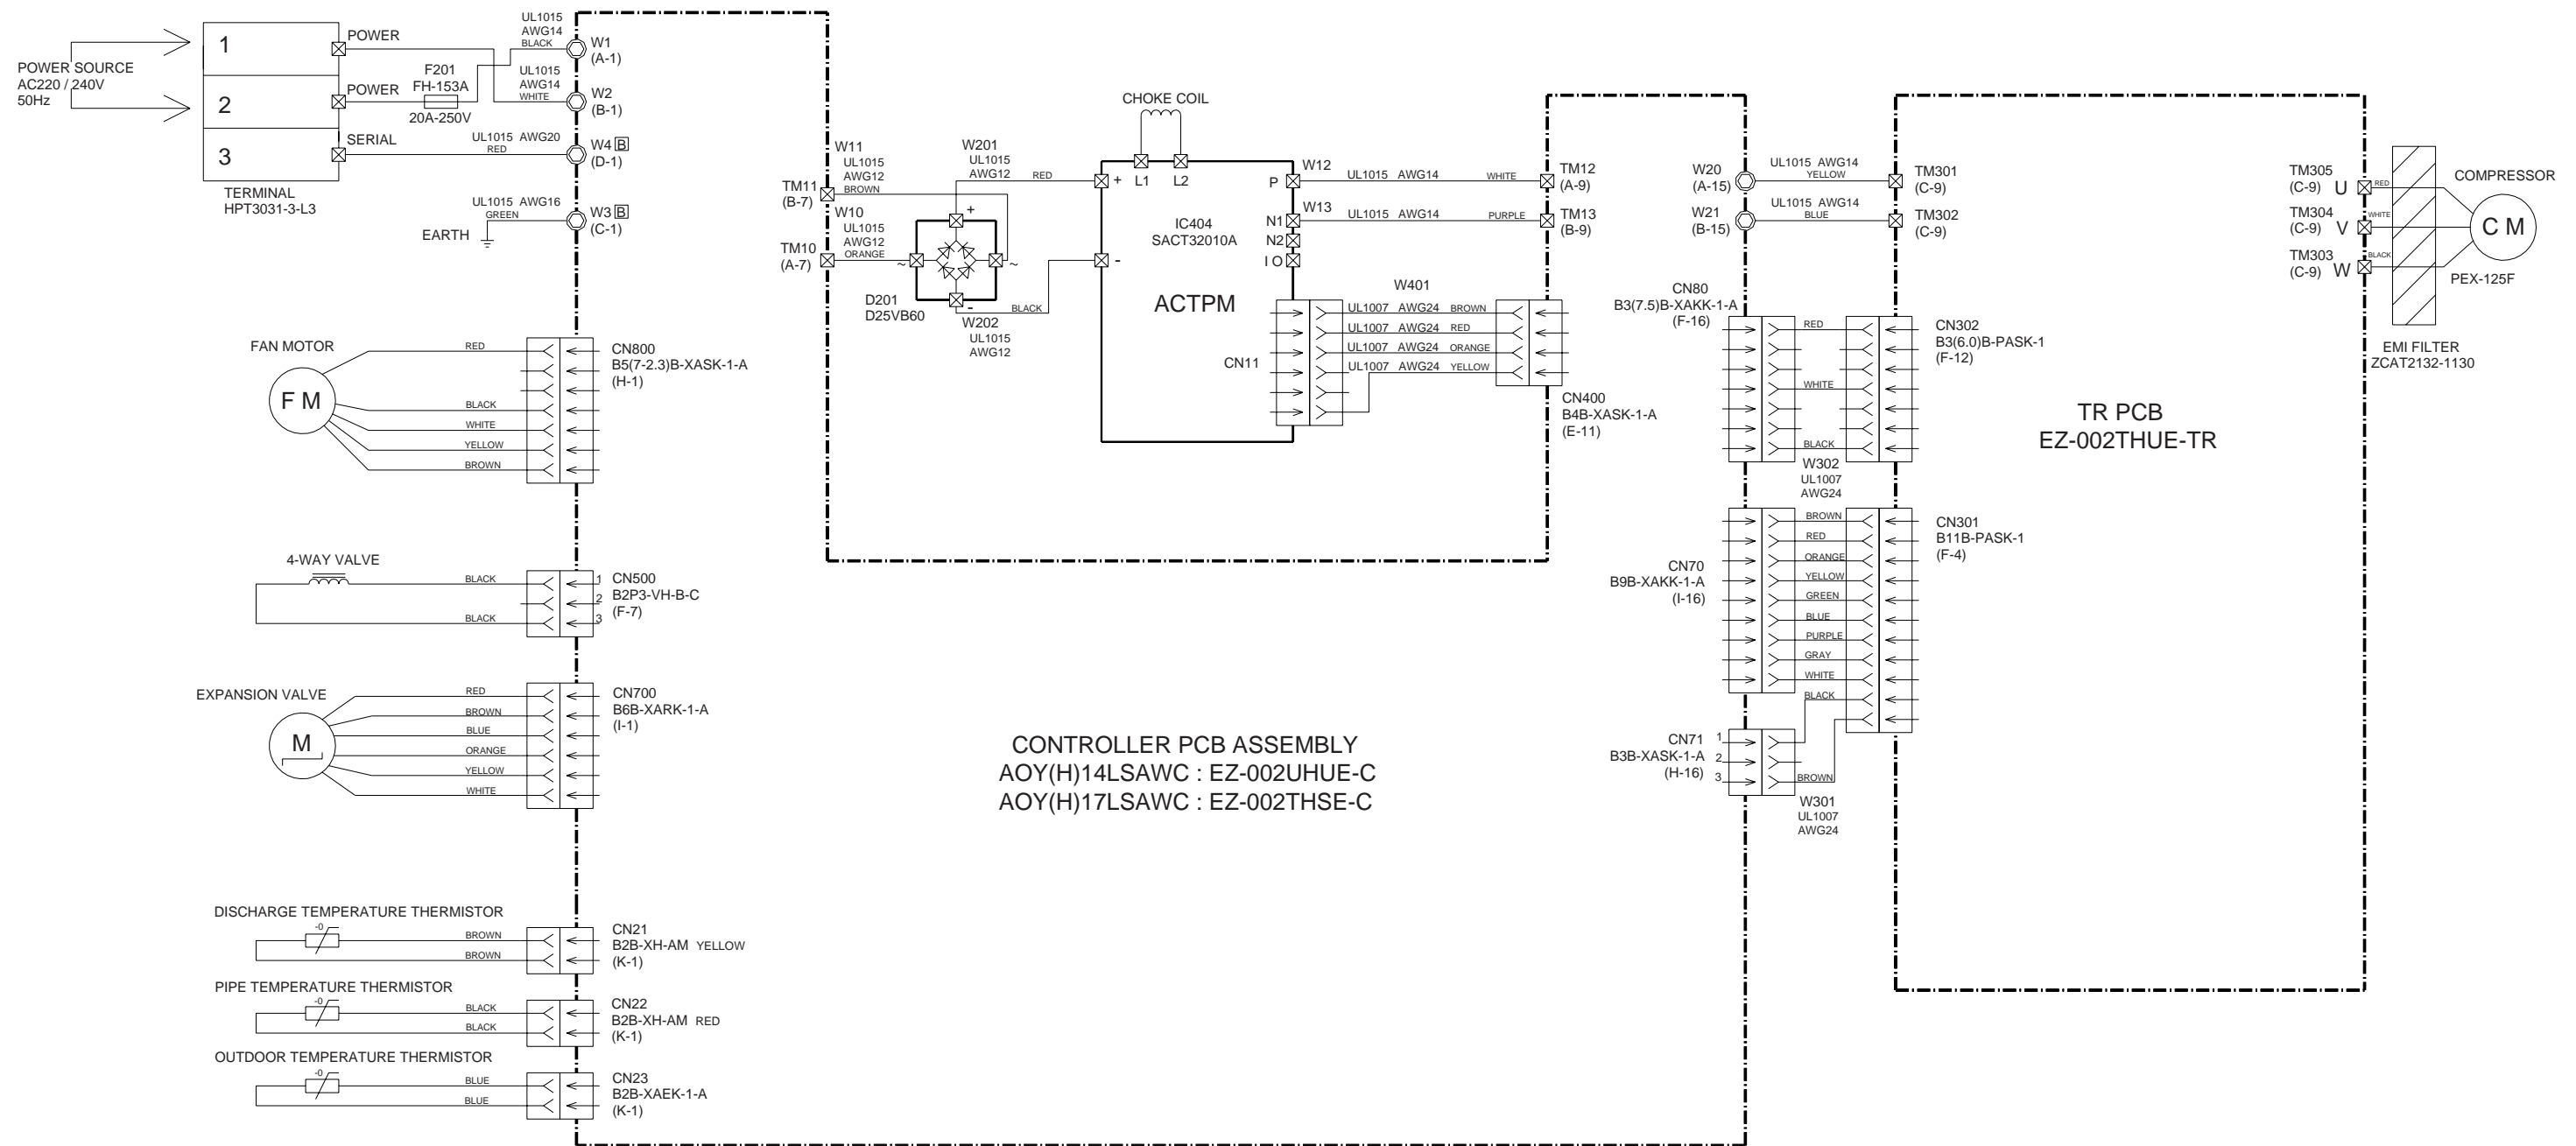 POWER SOURCE
AC220 / 240V
50Hz
1
2
3
TERMINAL
HPT3031-3-L3
POWER
POWER
SERIAL
F201
FH-153A
20A-250V
UL1015
AWG14
BLACK
W1
(A-1)
UL1015
AWG14
WHITE
W2
(B-1)
UL1015 AWG20
RED
W4 B
(D-1)
UL1015 AWG16
GREEN
W3 B
(C-1)
EARTH
FAN MOTOR
F M
RED
BLACK
WHITE
YELLOW
BROWN
CN800
B5(7-2.3)B-XASK-1-A
(H-1)
4-WAY VALVE
BLACK
BLACK
1
2
3
CN500
B2P3-VH-B-C
(F-7)
EXPANSION VALVE
M
RED
BROWN
BLUE
ORANGE
YELLOW
WHITE
CN700
B6B-XARK-1-A
(I-1)
DISCHARGE TEMPERATURE THERMISTOR
-0
BROWN
BROWN
CN21
B2B-XH-AM YELLOW
(K-1)
PIPE TEMPERATURE THERMISTOR
-0
BLACK
BLACK
CN22
B2B-XH-AM RED
(K-1)
OUTDOOR TEMPERATURE THERMISTOR
-0
BLUE
BLUE
CN23
B2B-XAEK-1-A
(K-1)
TM11
(B-7)
W11
UL1015
AWG12
BROWN
TM10
(A-7)
W10
UL1015
AWG12
ORANGE
W201
UL1015
AWG12
RED
+
~
~
-
D201
D25VB60
W202
UL1015
AWG12
BLACK
CHOKE COIL
L1
L2
+
-
IC404
SACT32010A
ACTPM
P
N1
N2
I O
W12
UL1015 AWG14
WHITE
TM12
(A-9)
W13
UL1015 AWG14
PURPLE
TM13
(B-9)
W401
CN11
UL1007 AWG24 BROWN
UL1007 AWG24 RED
UL1007 AWG24 ORANGE
UL1007 AWG24 YELLOW
CN400
B4B-XASK-1-A
(E-11)
CONTROLLER PCB ASSEMBLY
AOY(H)14LSAWC : EZ-002UHUE-C
AOY(H)17LSAWC : EZ-002THSE-C
W20
(A-15)
UL1015 AWG14
YELLOW
TM301
(C-9)
W21
(B-15)
UL1015 AWG14
BLUE
TM302
(C-9)
CN80
B3(7.5)B-XAKK-1-A
(F-16)
RED
WHITE
BLACK
W302
UL1007
AWG24
CN302
B3(6.0)B-PASK-1
(F-12)
CN70
B9B-XAKK-1-A
(I-16)
BROWN
RED
ORANGE
YELLOW
GREEN
BLUE
PURPLE
GRAY
WHITE
BLACK
CN301
B11B-PASK-1
(F-4)
CN71
B3B-XASK-1-A
(H-16)
1
2
3
BROWN
W301
UL1007
AWG24
TR PCB
EZ-002THUE-TR
TM305
(C-9) U
RED
TM304
(C-9) V
WHITE
TM303
(C-9) W
BLACK
COMPRESSOR
C M
PEX-125F
EMI FILTER
ZCAT2132-1130